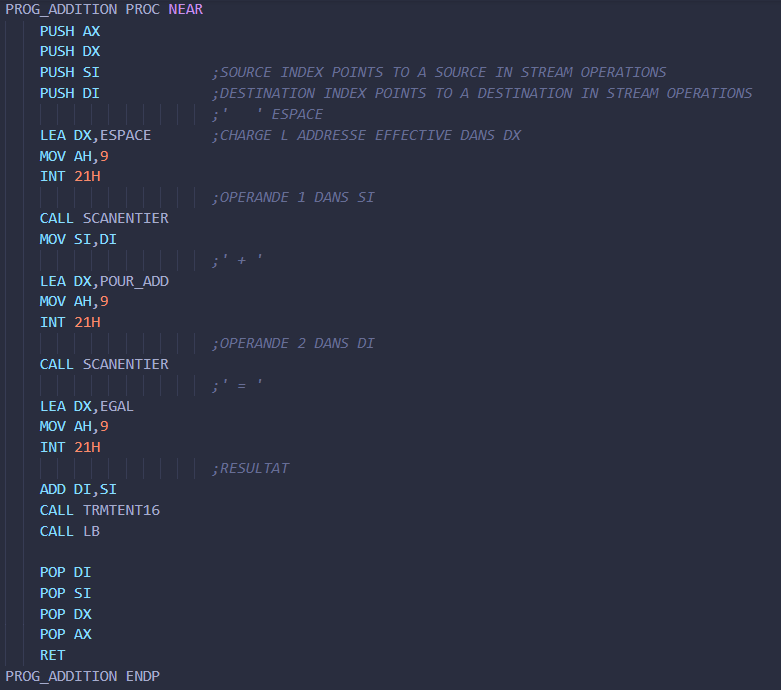 PROG_ADDITION PROC NEAR
PUSH AX
PUSH DX
PUSH SI ;SOURCE INDEX POINTS TO A SOURCE IN STREAM OPERATIONS
PUSH DI ;DESTINATION INDEX POINTS TO A DESTINATION IN STREAM OPERATIONS
;'   ' ESPACE
LEA DX,ESPACE ;CHARGE L ADDRESSE EFFECTIVE DANS DX
MOV AH,9
INT 21H
;OPERANDE 1 DANS SI
CALL SCANENTIER
MOV SI,DI
;' + '
LEA DX,POUR_ADD
MOV AH,9
INT 21H
;OPERANDE 2 DANS DI
CALL SCANENTIER
;' = '
LEA DX,EGAL
MOV AH,9
INT 21H
;RESULTAT
ADD DI,SI
CALL TRMTENT16
CALL LB
POP DI
POP SI
POP DX
POP AX
RET
PROG_ADDITION ENDP